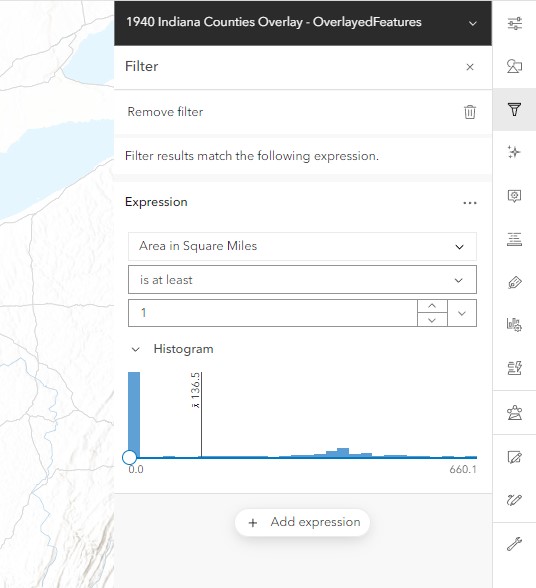 1940 Indiana Counties Overlay - OverlayedFeatures
Filter
Remove filter
Filter results match the following expression.
Expression
Area in Square Miles
is at least
1
Histogram
x̄ 136.5
0.0 660.1
Add expression